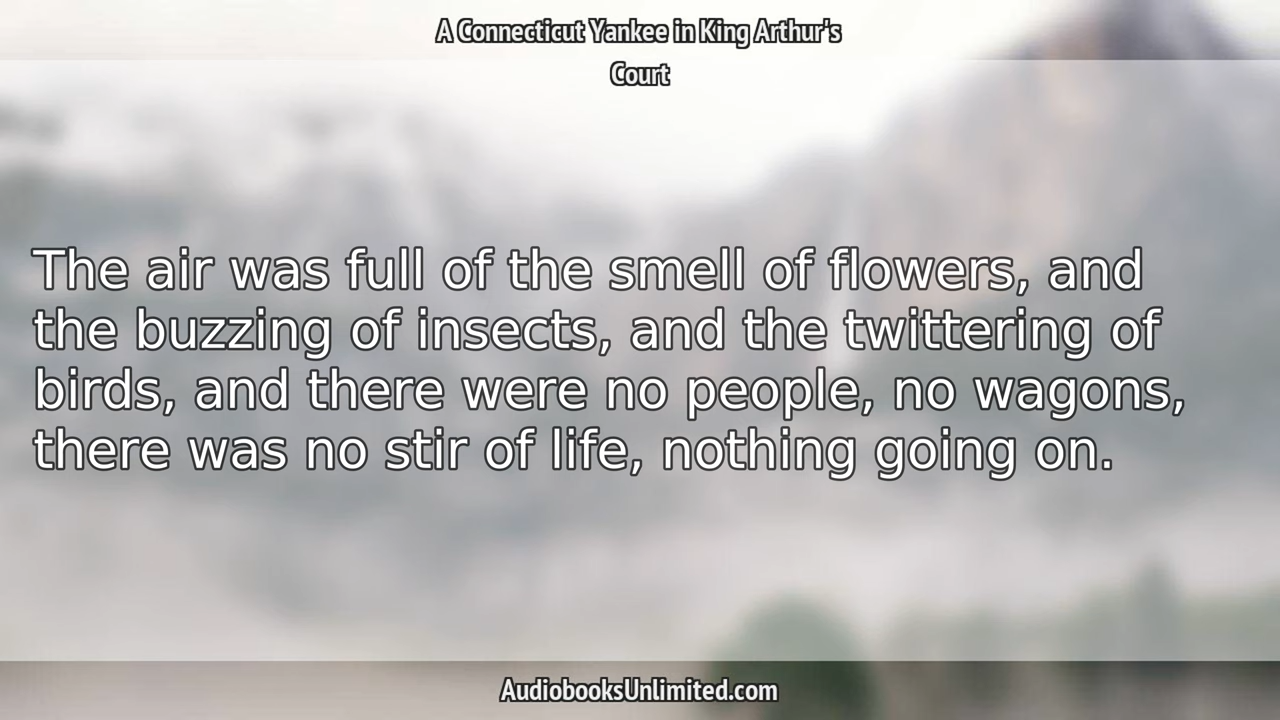 A Connecticut Yankee in King Arthur's
Court
The air was full of the smell of flowers, and
the buzzing of insects, and the twittering of
birds, and there were no people, no wagons,
there was no stir of life, nothing going on.
AudiobooksUnlimited.com